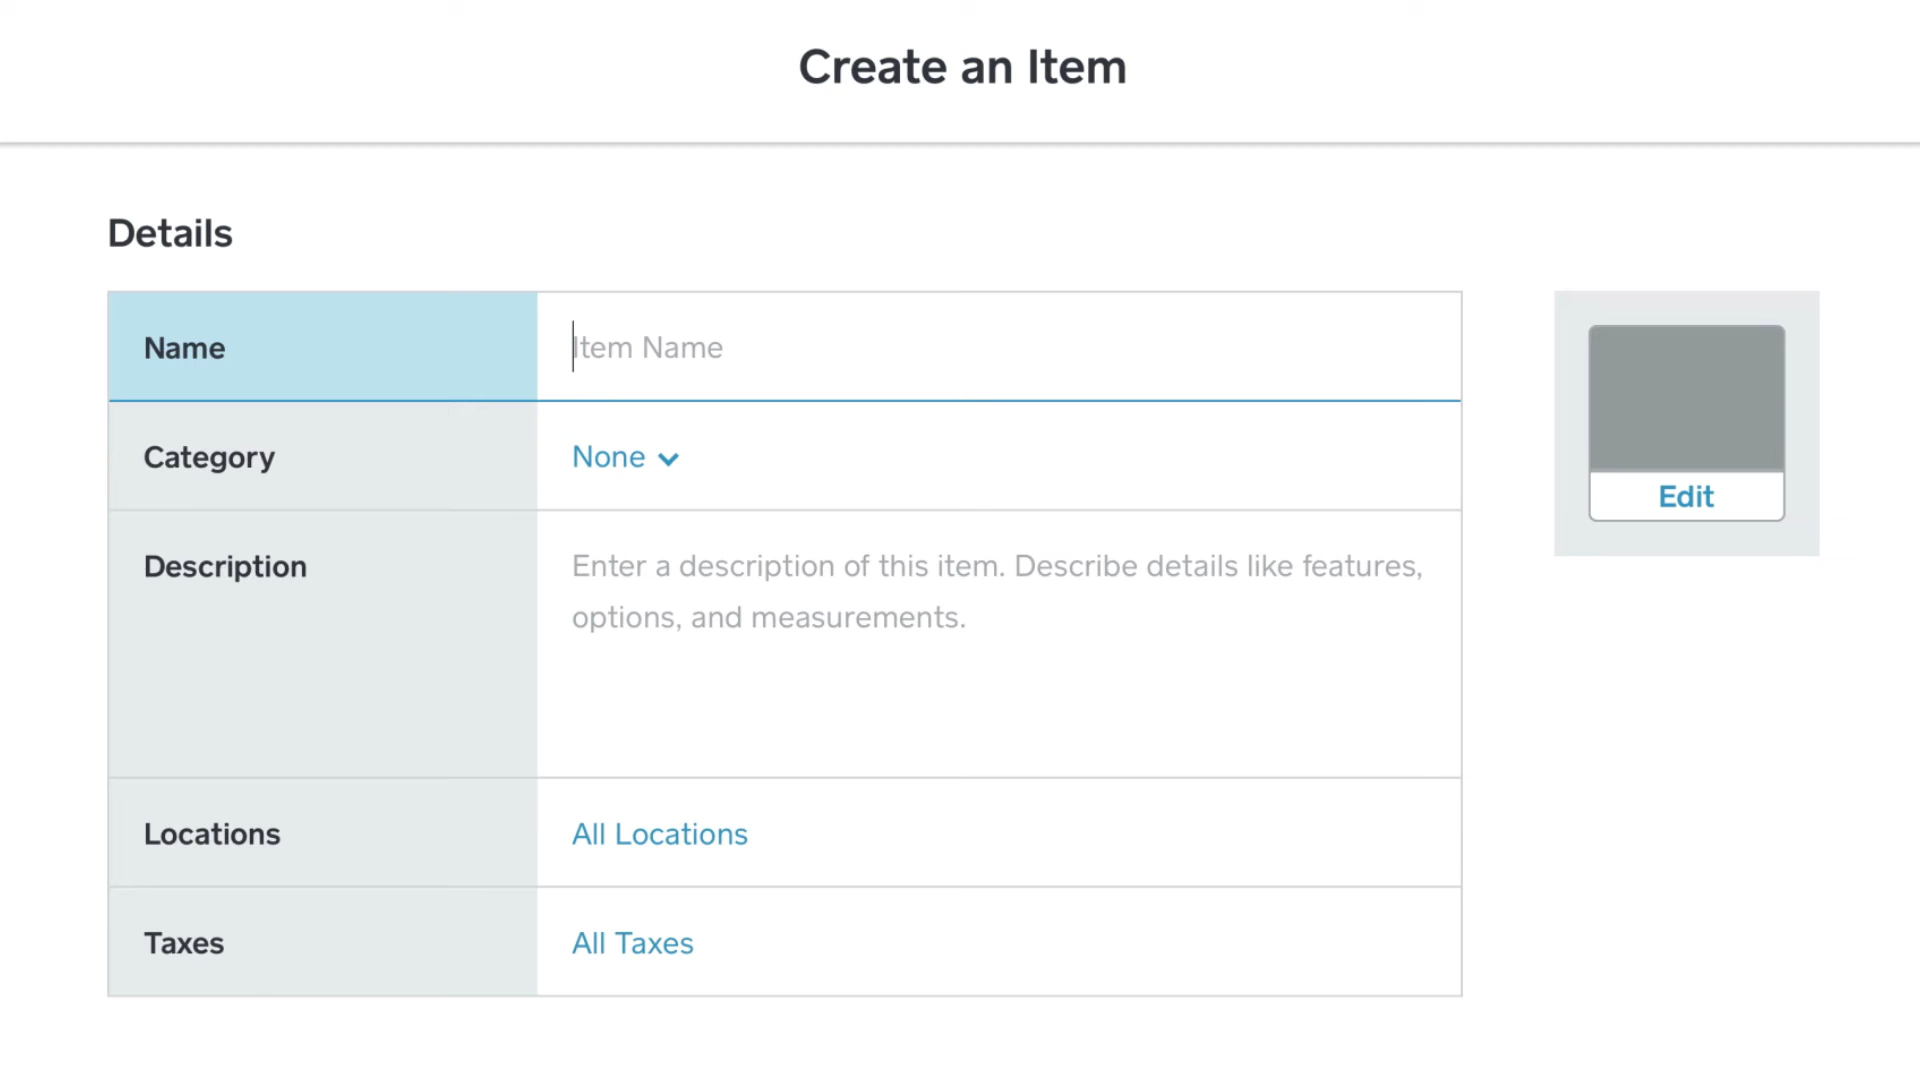 Create an Item
Details
Name
Item Name
Category
None
Edit
Description
Enter a description of this item. Describe details like features,
options, and measurements.
Locations
All Locations
Taxes
All Taxes